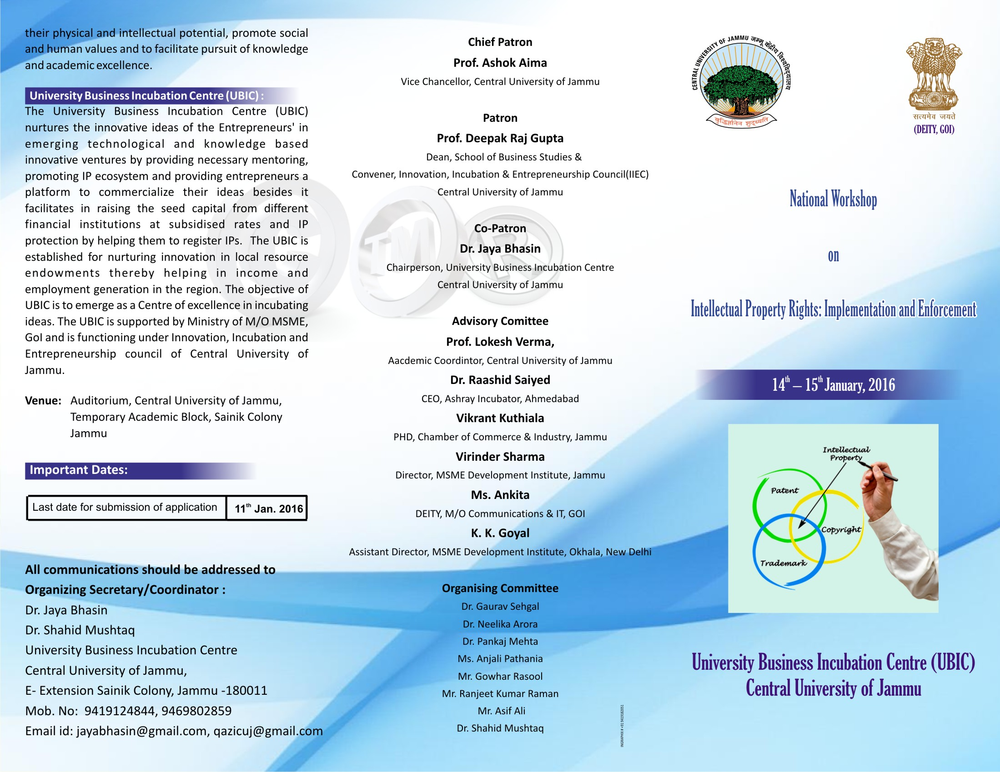 their physical and intellectual potential, promote social
and human values and to facilitate pursuit of knowledge
and academic excellence.
University Business Incubation Centre (UBIC) :
The University Business Incubation Centre (UBIC)
nurtures the innovative ideas of the Entrepreneurs' in
emerging technological and knowledge based
innovative ventures by providing necessary mentoring,
promoting IP ecosystem and providing entrepreneurs a
platform to commercialize their ideas besides it
facilitates in raising the seed capital from different
financial institutions at subsidised rates and IP
protection by helping them to register IPs. The UBIC is
established for nurturing innovation in local resource
endowments thereby helping in income and
employment generation in the region. The objective of
UBIC is to emerge as a Centre of excellence in incubating
ideas. The UBIC is supported by Ministry of M/O MSME,
GoI and is functioning under Innovation, Incubation and
Entrepreneurship council of Central University of
Jammu.
Venue: Auditorium, Central University of Jammu,
Temporary Academic Block, Sainik Colony
Jammu
Important Dates:
Last date for submission of application 11th Jan. 2016
All communications should be addressed to
Organizing Secretary/Coordinator :
Dr. Jaya Bhasin
Dr. Shahid Mushtaq
University Business Incubation Centre
Central University of Jammu,
E- Extension Sainik Colony, Jammu -180011
Mob. No: 9419124844, 9469802859
Email id: jayabhasin@gmail.com, qazicuj@gmail.com
Chief Patron
Prof. Ashok Aima
Vice Chancellor, Central University of Jammu
Patron
Prof. Deepak Raj Gupta
Dean, School of Business Studies &
Convener, Innovation, Incubation & Entrepreneurship Council(IIEC)
Central University of Jammu
Co-Patron
Dr. Jaya Bhasin
Chairperson, University Business Incubation Centre
Central University of Jammu
TM
R
Advisory Comittee
Prof. Lokesh Verma,
Aacdemic Coordintor, Central University of Jammu
Dr. Raashid Saiyed
CEO, Ashray Incubator, Ahmedabad
Vikrant Kuthiala
PHD, Chamber of Commerce & Industry, Jammu
Virinder Sharma
Director, MSME Development Institute, Jammu
Ms. Ankita
DEITY, M/O Communications & IT, GOI
K. K. Goyal
Assistant Director, MSME Development Institute, Okhala, New Delhi
Organising Committee
Dr. Gaurav Sehgal
Dr. Neelika Arora
Dr. Pankaj Mehta
Ms. Anjali Pathania
Mr. Gowhar Rasool
Mr. Ranjeet Kumar Raman
Mr. Asif Ali
Dr. Shahid Mushtaq
INGRAPHIX # +91 9419182051
CENTRAL UNIVERSITY OF JAMMU जम्मू केंद्रीय विश्वविद्यालय
बुद्धिर्ज्ञानेन शुद्ध्यति
सत्यमेव जयते
(DEITY, GOI)
National Workshop
on
Intellectual Property Rights: Implementation and Enforcement
14th – 15th January, 2016
Intellectual
Property
Patent
Copyright
Trademark
University Business Incubation Centre (UBIC)
Central University of Jammu